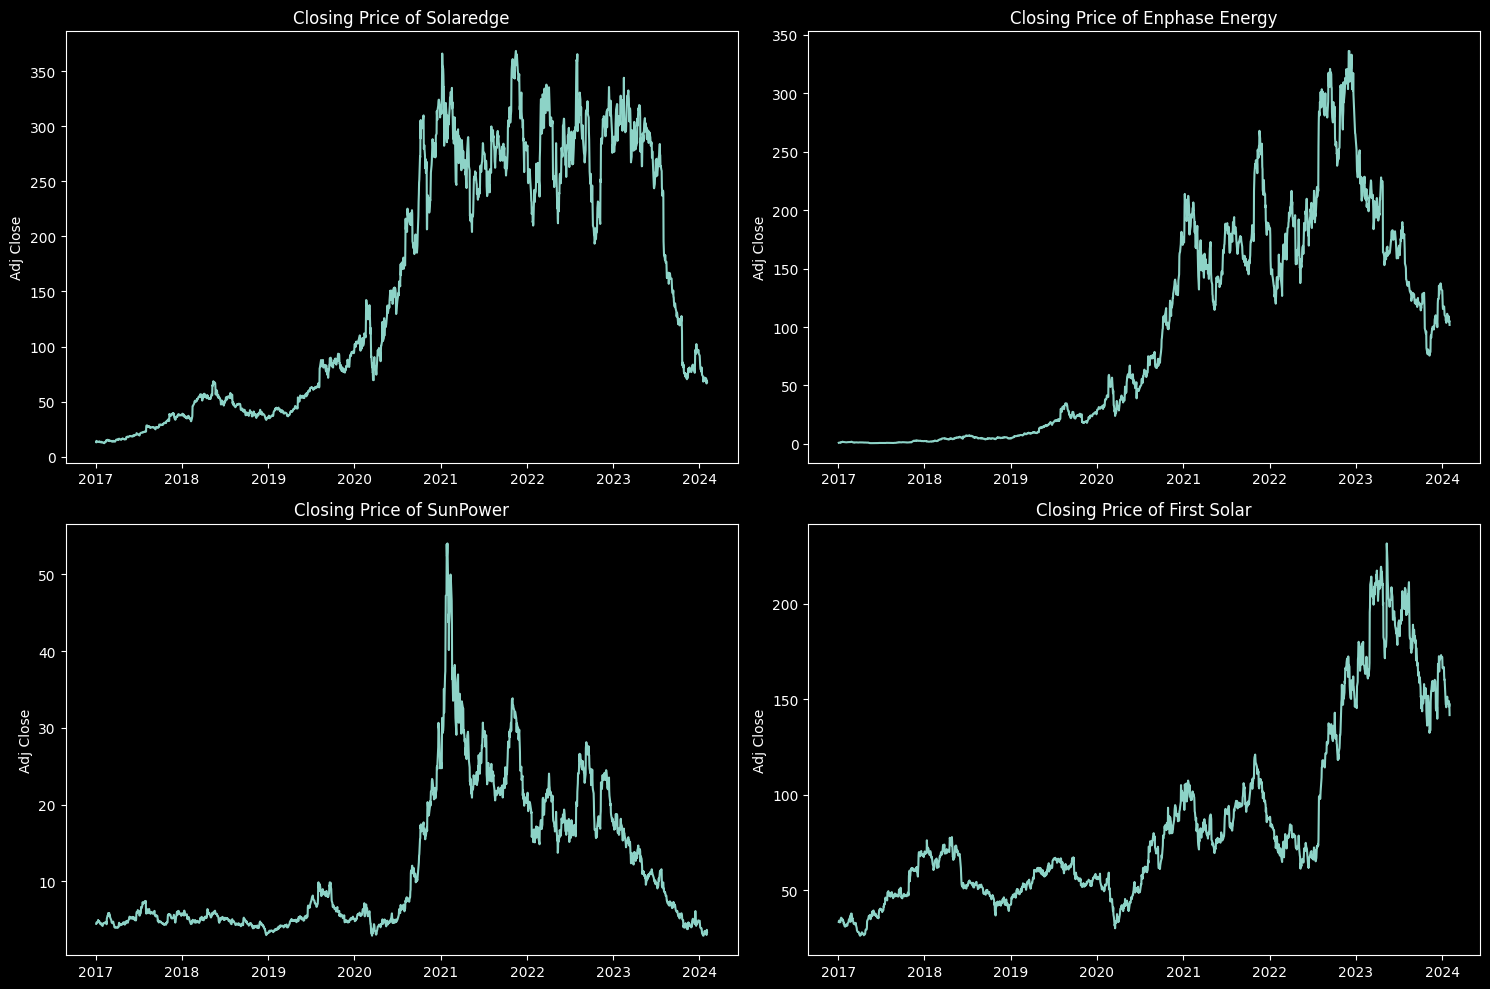 Closing Price of Solaredge
Adj Close
350
300
250
200
150
100
50
0
2017 2018 2019 2020 2021 2022 2023 2024
Closing Price of Enphase Energy
Adj Close
350
300
250
200
150
100
50
0
2017 2018 2019 2020 2021 2022 2023 2024
Closing Price of SunPower
Adj Close
50
40
30
20
10
2017 2018 2019 2020 2021 2022 2023 2024
Closing Price of First Solar
Adj Close
200
150
100
50
2017 2018 2019 2020 2021 2022 2023 2024